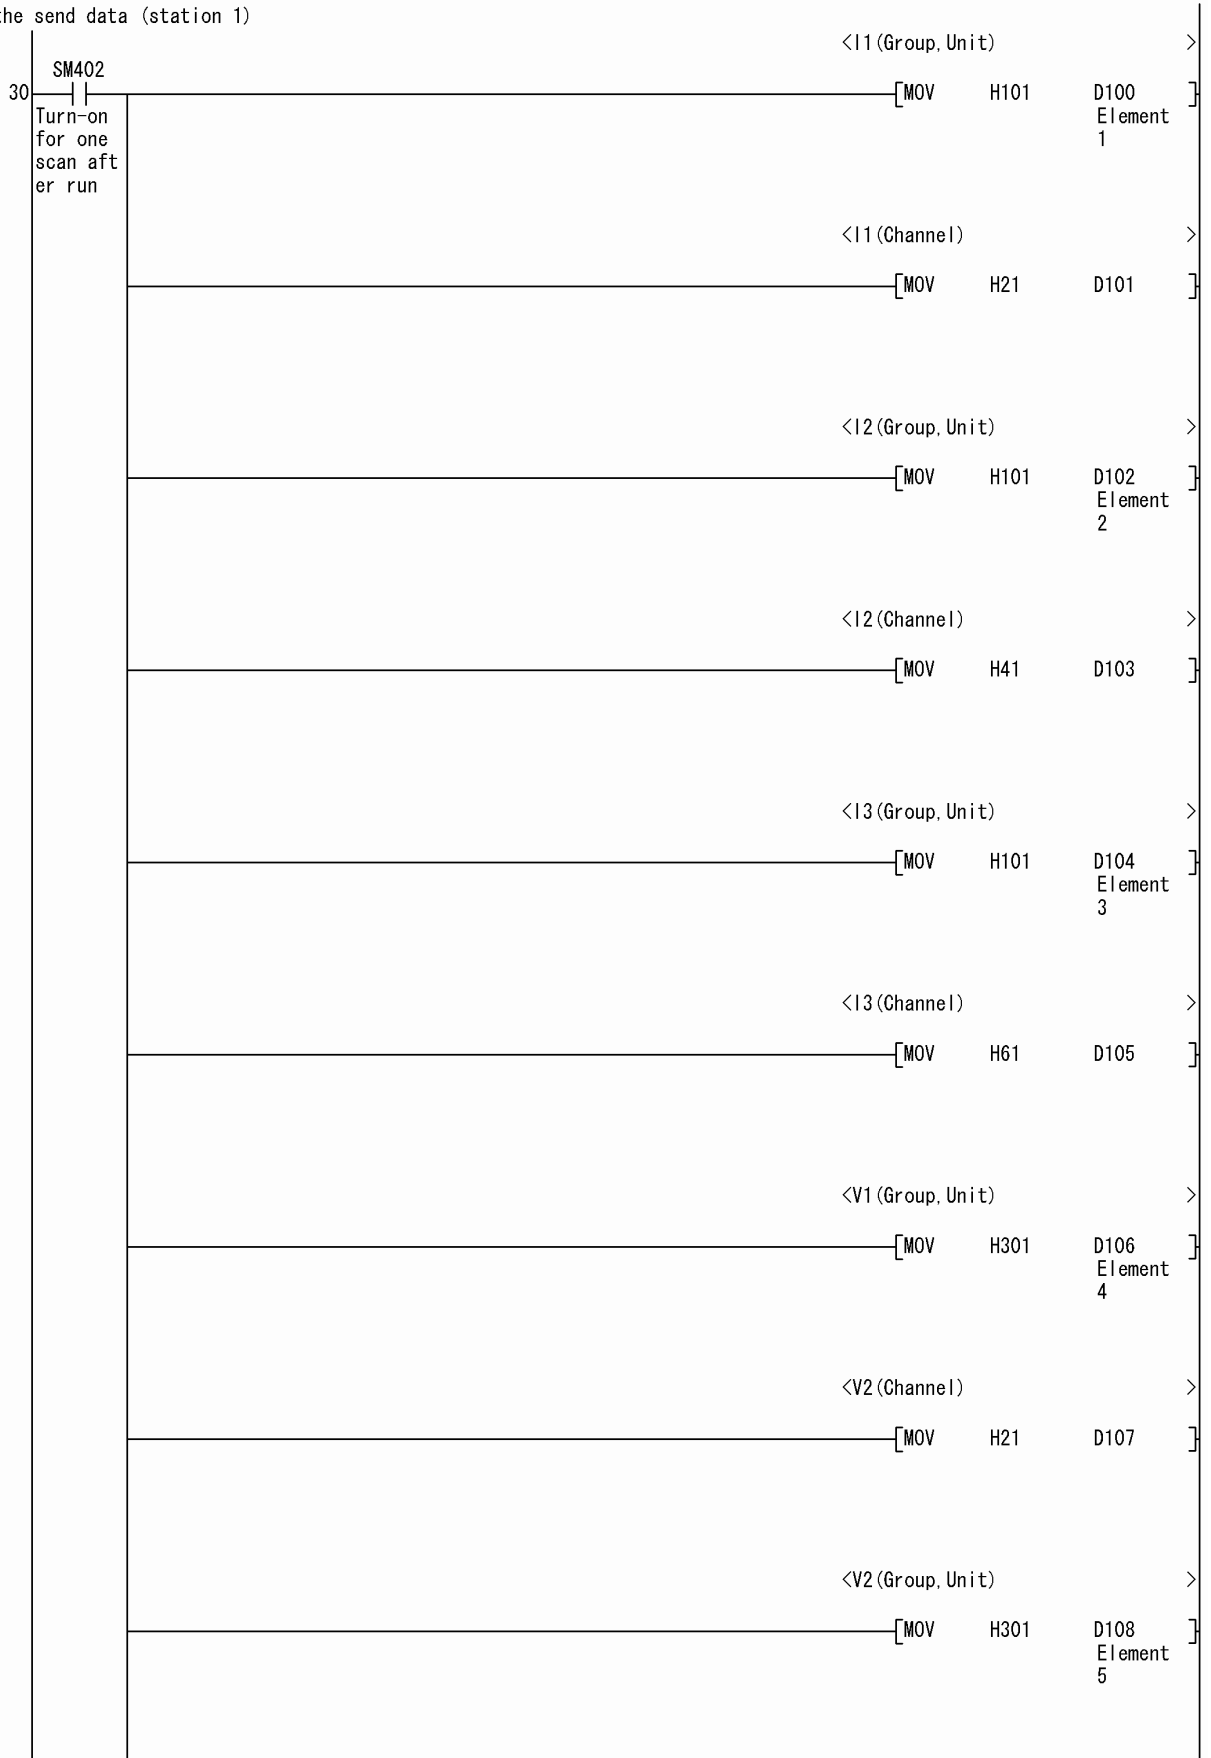 the send data (station 1)
<I1(Group,Unit) >
SM402
30 [MOV H101 D100 ]
Turn-on
for one
scan aft
er run
Element
1
<I1(Channel) >
[MOV H21 D101 ]
<I2(Group,Unit) >
[MOV H101 D102 ]
Element
2
<I2(Channel) >
[MOV H41 D103 ]
<I3(Group,Unit) >
[MOV H101 D104 ]
Element
3
<I3(Channel) >
[MOV H61 D105 ]
<V1(Group,Unit) >
[MOV H301 D106 ]
Element
4
<V2(Channel) >
[MOV H21 D107 ]
<V2(Group,Unit) >
[MOV H301 D108 ]
Element
5